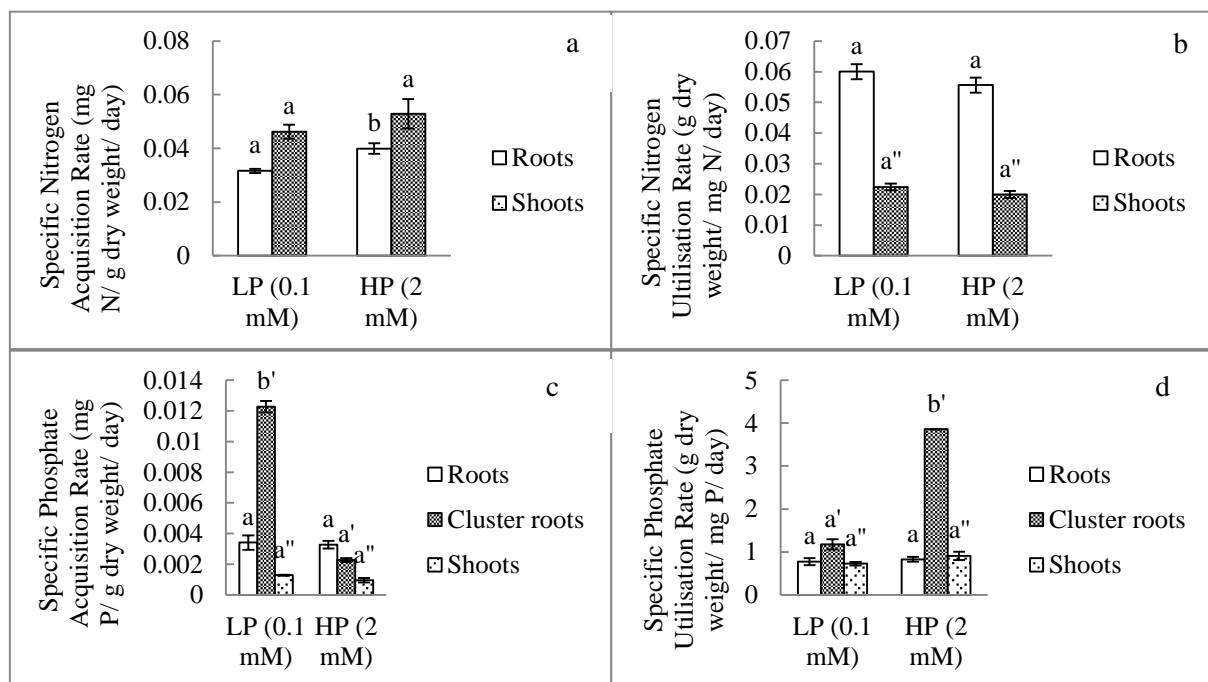 Specific Nitrogen
Acquisition Rate (mg
N/ g dry weight/ day)
0.08
0.06
0.04
0.02
0
a
a
b
a
a
LP (0.1
mM)
HP (2
mM)
Roots
Shoots
Specific Nitrogen
Ultilisation Rate (g dry
weight/ mg N/ day)
0.07
0.06
0.05
0.04
0.03
0.02
0.01
0
a
a"
a
a"
b
LP (0.1
mM)
HP (2
mM)
Roots
Shoots
Specific Phosphate
Acquisition Rate (mg
P/ g dry weight/ day)
0.014
0.012
0.01
0.008
0.006
0.004
0.002
0
a
b'
a"
a
a'
a"
c
LP (0.1
mM)
HP (2
mM)
Roots
Cluster roots
Shoots
Specific Phosphate
Utilisation Rate (g dry
weight/ mg P/ day)
5
4
3
2
1
0
a
a'
a"
a
b'
a"
d
LP (0.1
mM)
HP (2
mM)
Roots
Cluster roots
Shoots